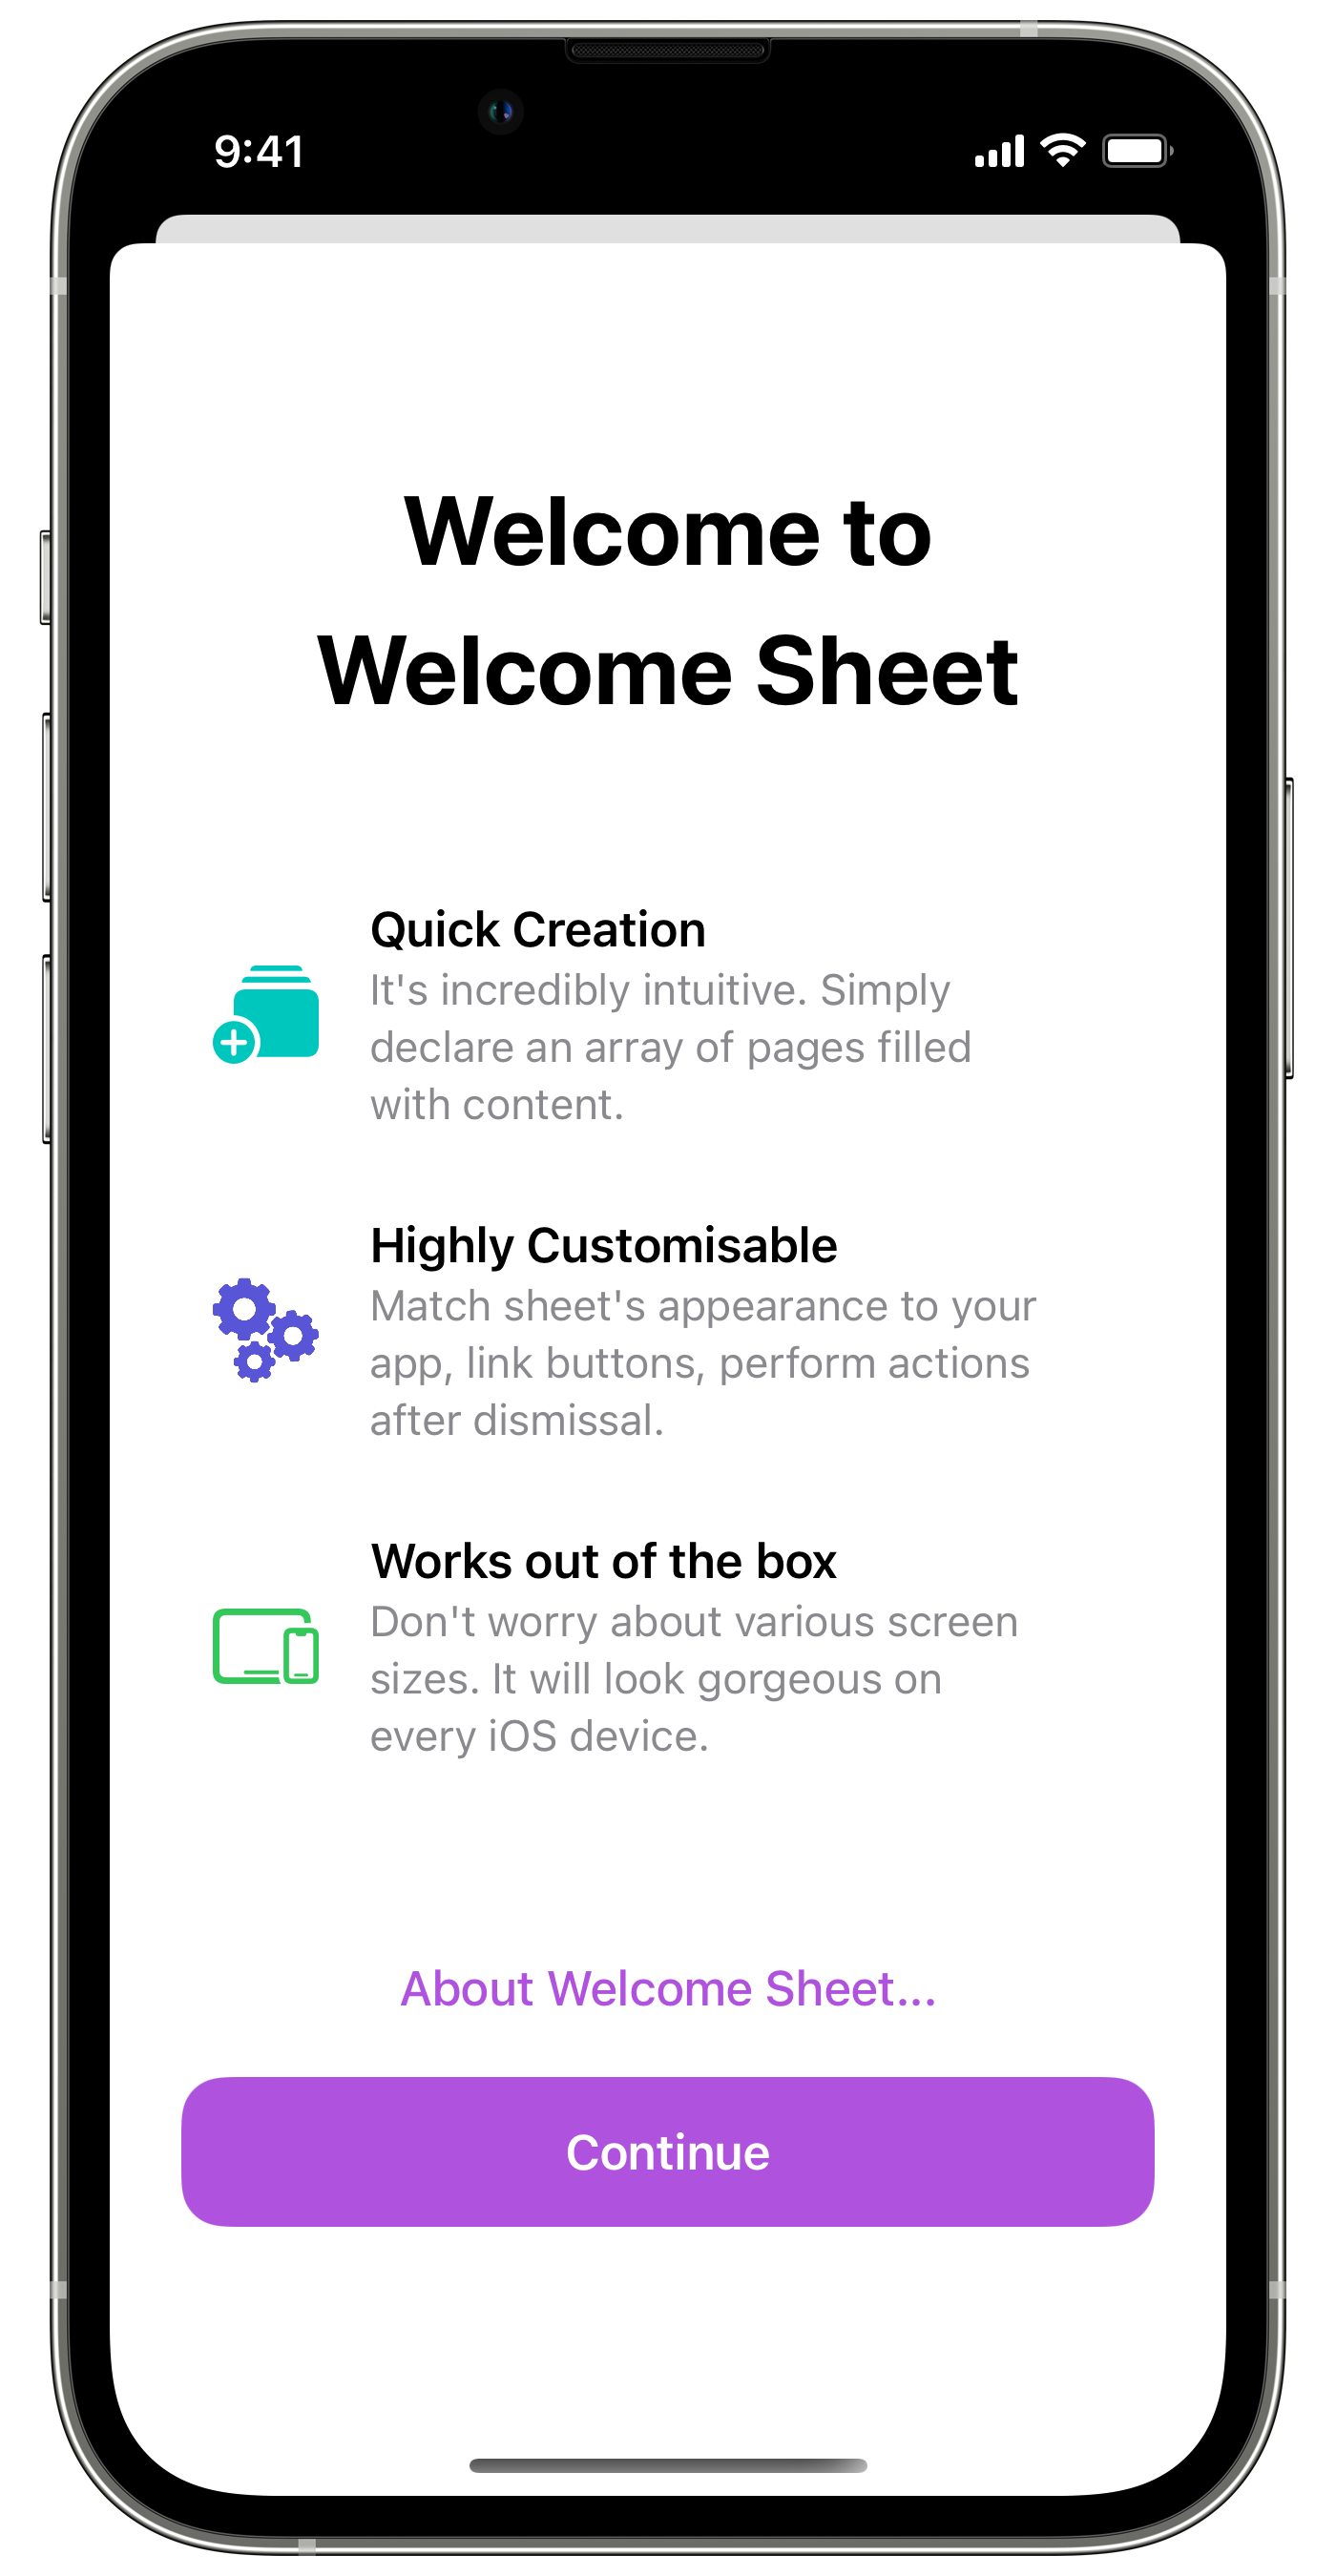 9:41
Welcome to
Welcome Sheet
Quick Creation
It's incredibly intuitive. Simply
declare an array of pages filled
with content.
Highly Customisable
Match sheet's appearance to your
app, link buttons, perform actions
after dismissal.
Works out of the box
Don't worry about various screen
sizes. It will look gorgeous on
every iOS device.
About Welcome Sheet...
Continue